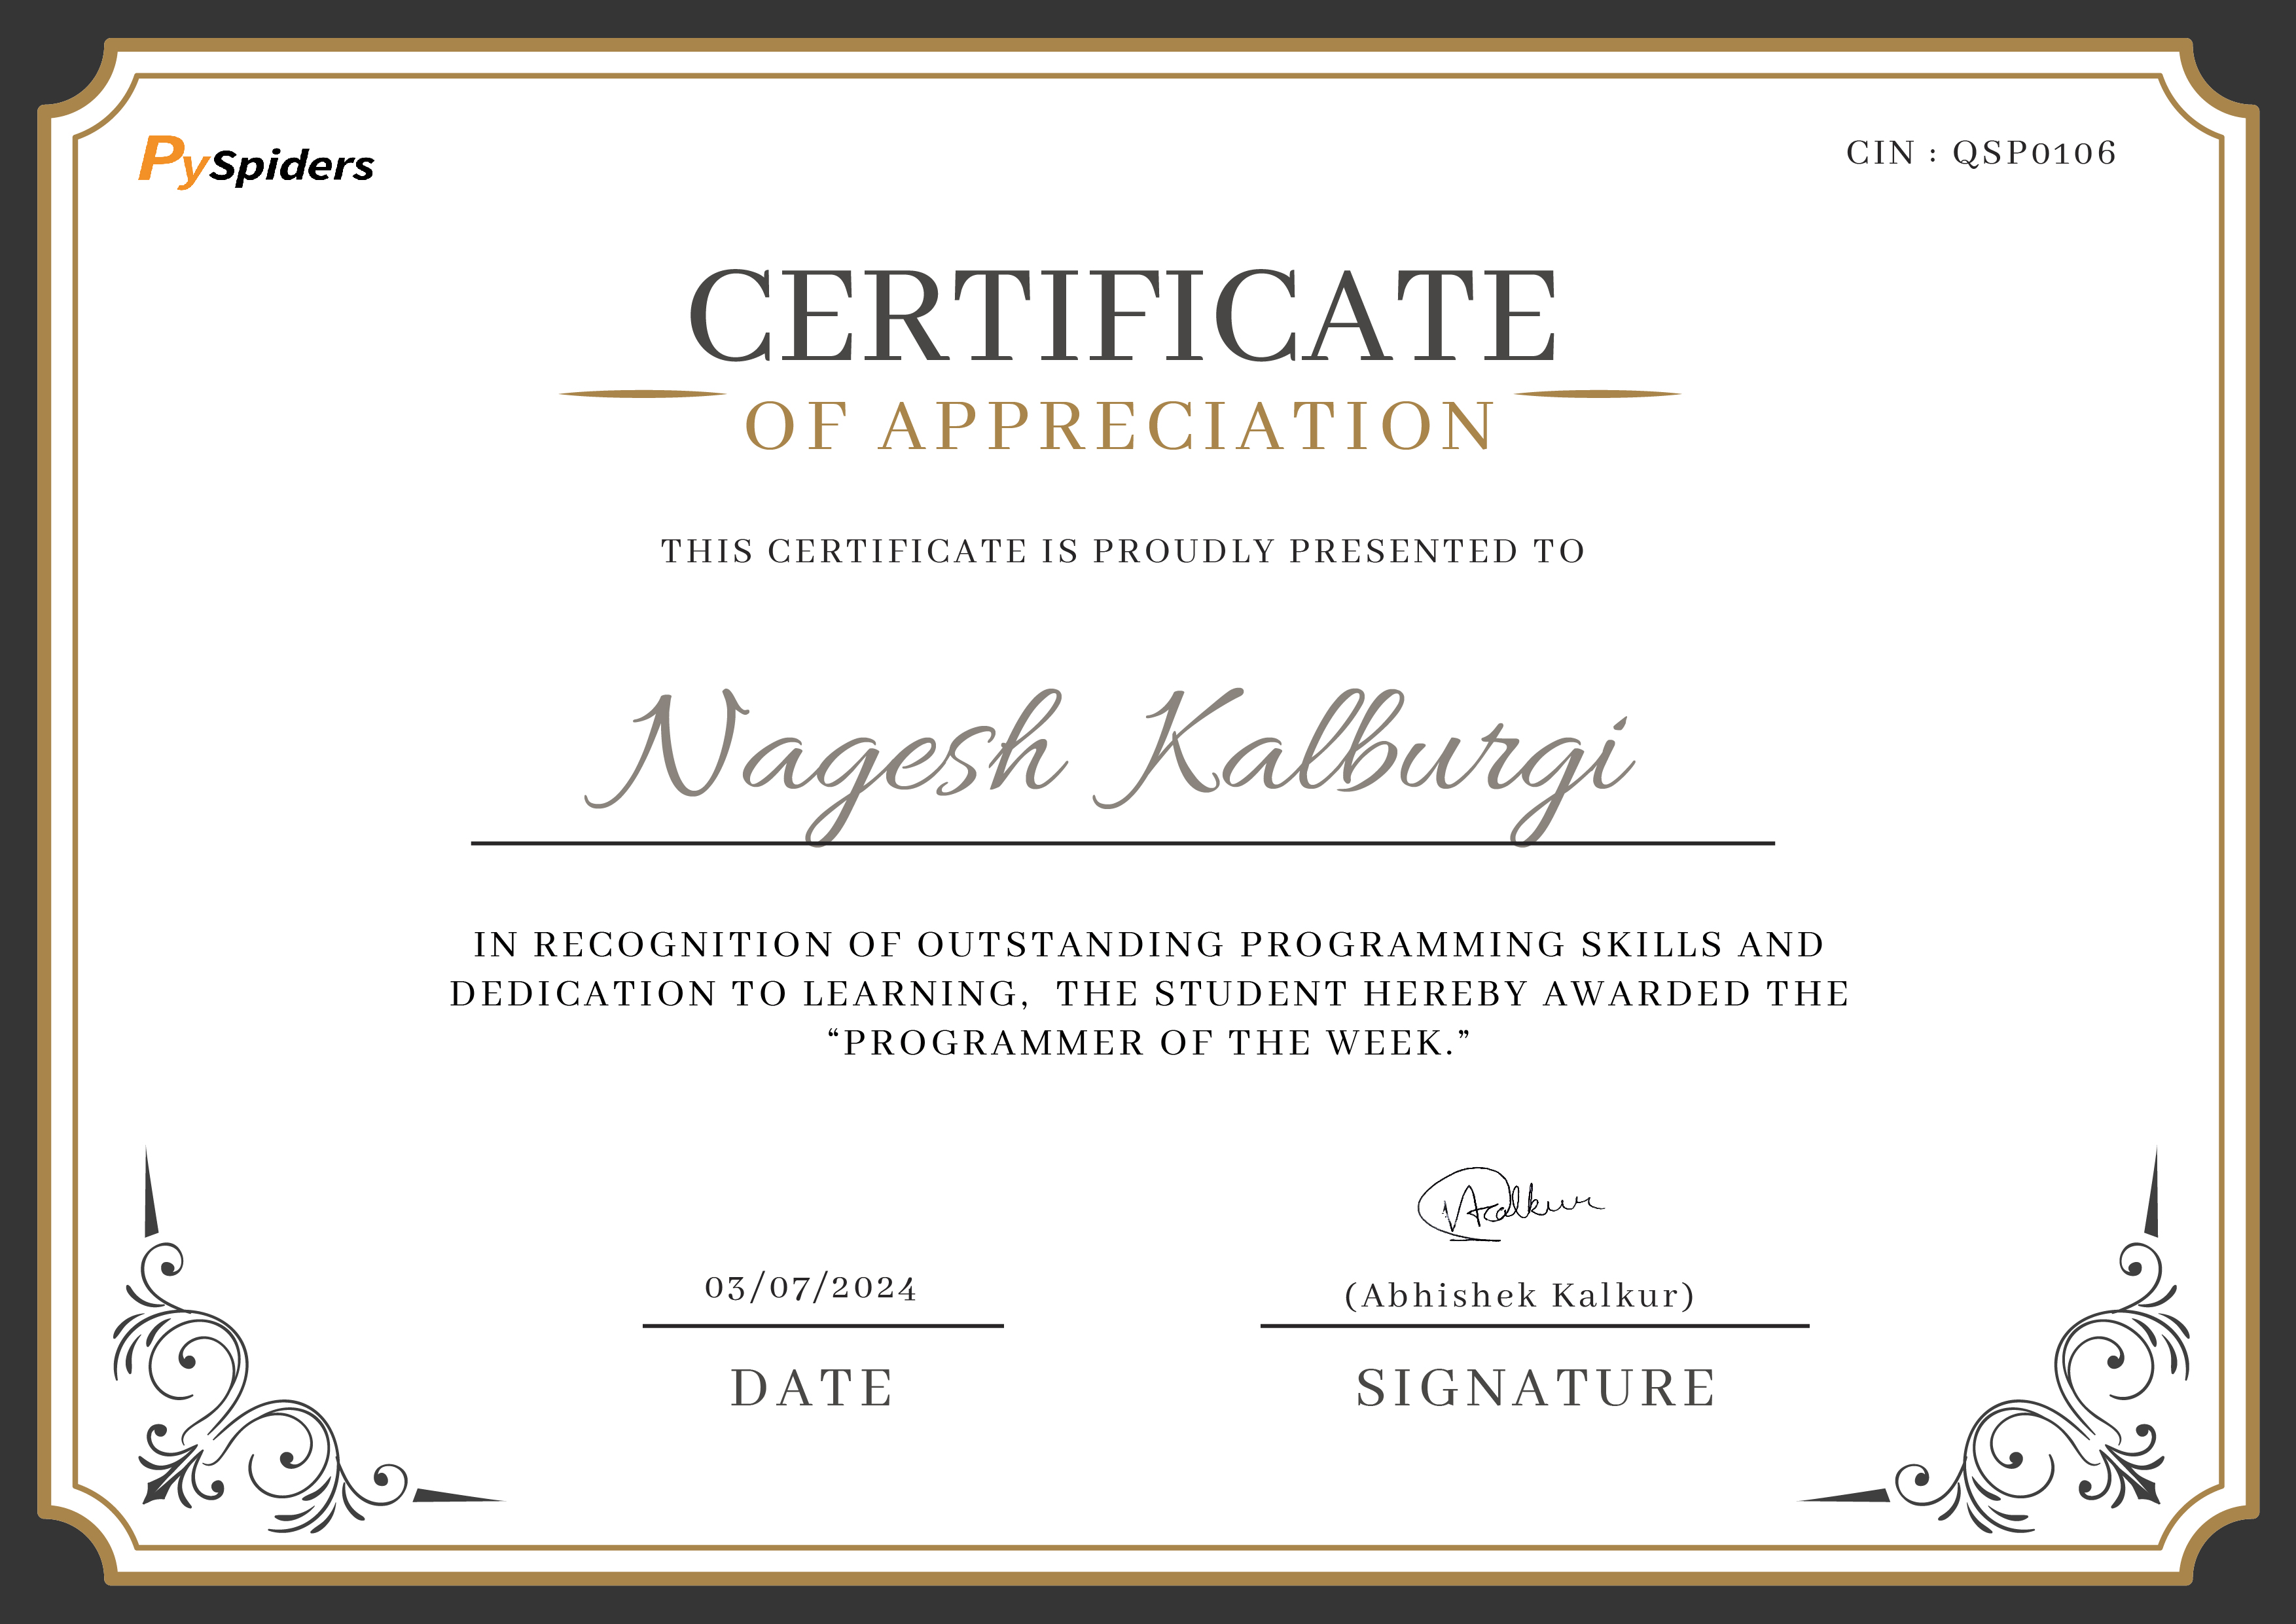 PySpiders
CIN : QSP0106
CERTIFICATE
OF APPRECIATION
THIS CERTIFICATE IS PROUDLY PRESENTED TO
Nagesh Kalburgi
IN RECOGNITION OF OUTSTANDING PROGRAMMING SKILLS AND
DEDICATION TO LEARNING, THE STUDENT HEREBY AWARDED THE
“PROGRAMMER OF THE WEEK.”
AKalkur
03/07/2024
(Abhishek Kalkur)
DATE
SIGNATURE